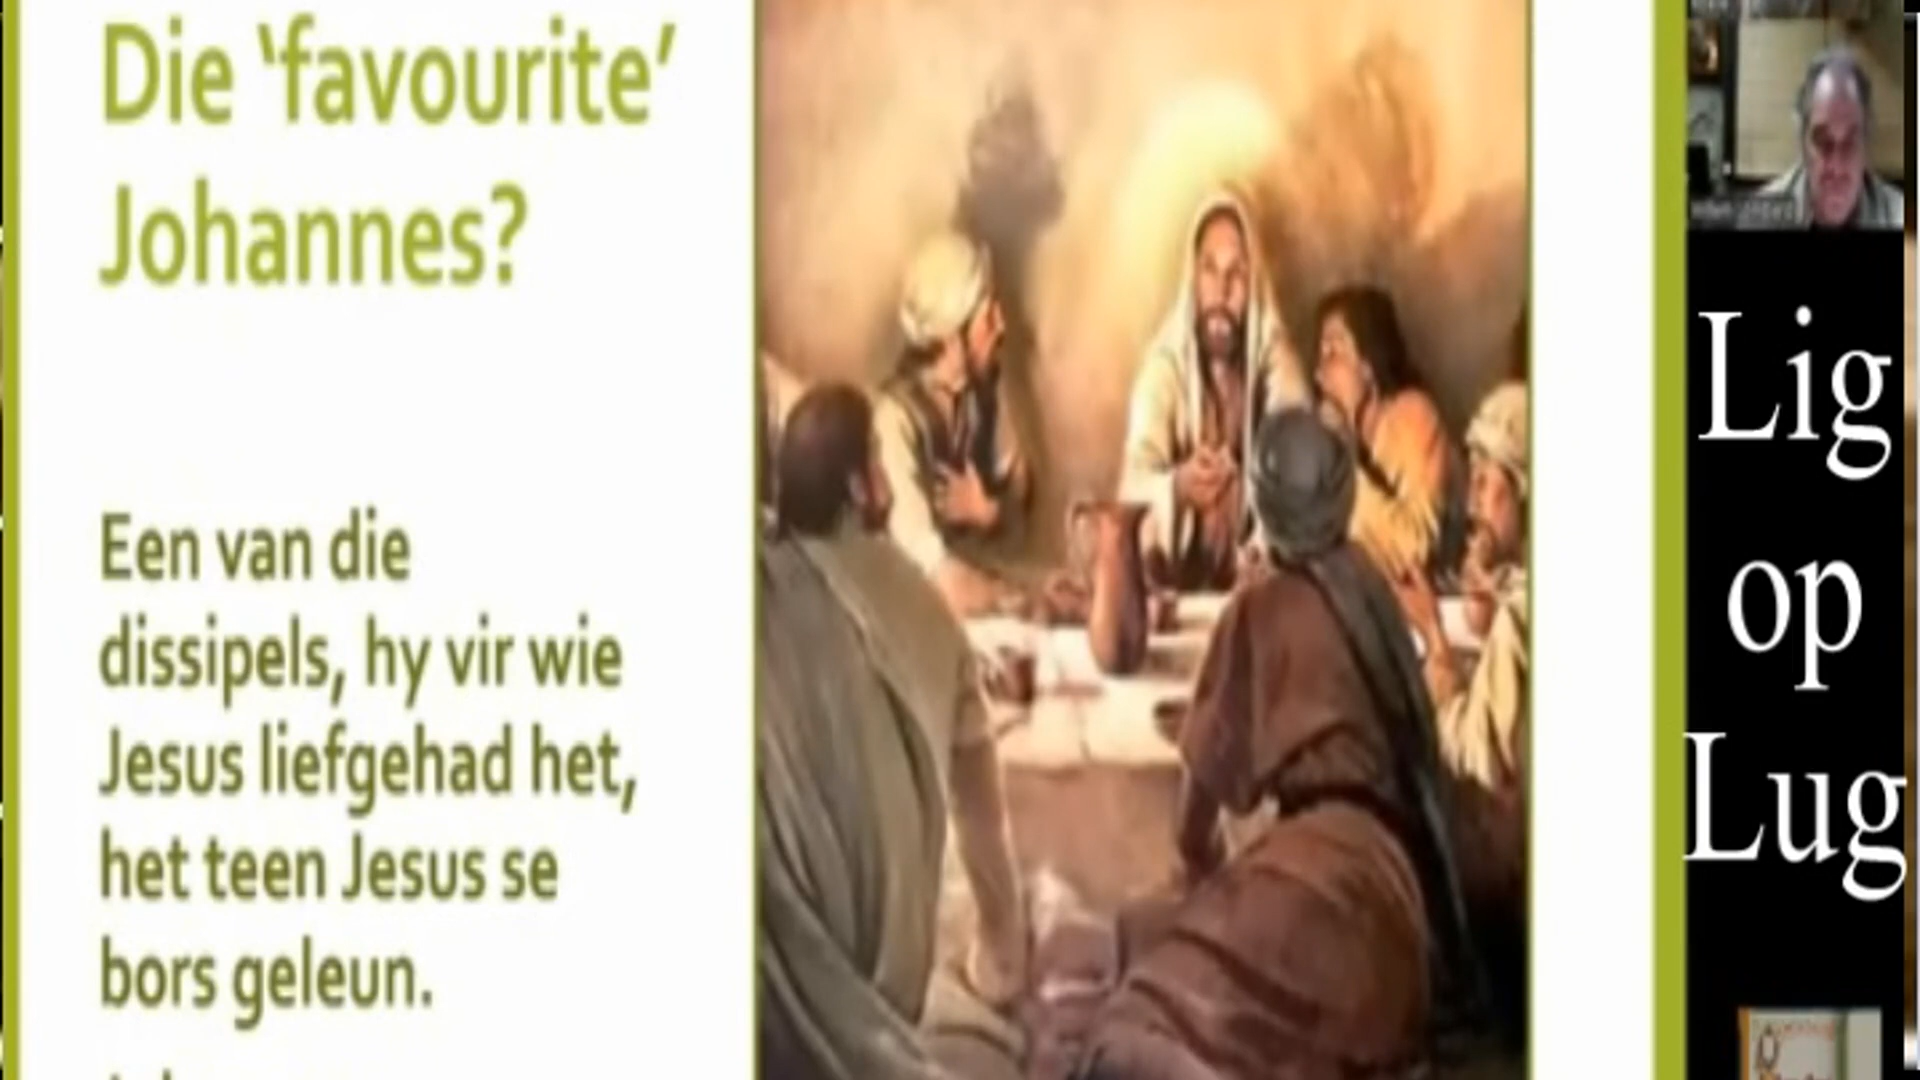 Die ‘favourite’
Johannes?
Een van die
dissipels, hy vir wie
Jesus liefgehad het,
het teen Jesus se
bors geleun.
Lig
op
Lug